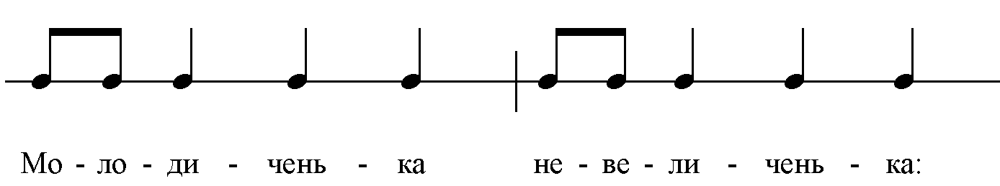 Мо - ло - ди - чень - ка не - ве - ли - чень - ка: